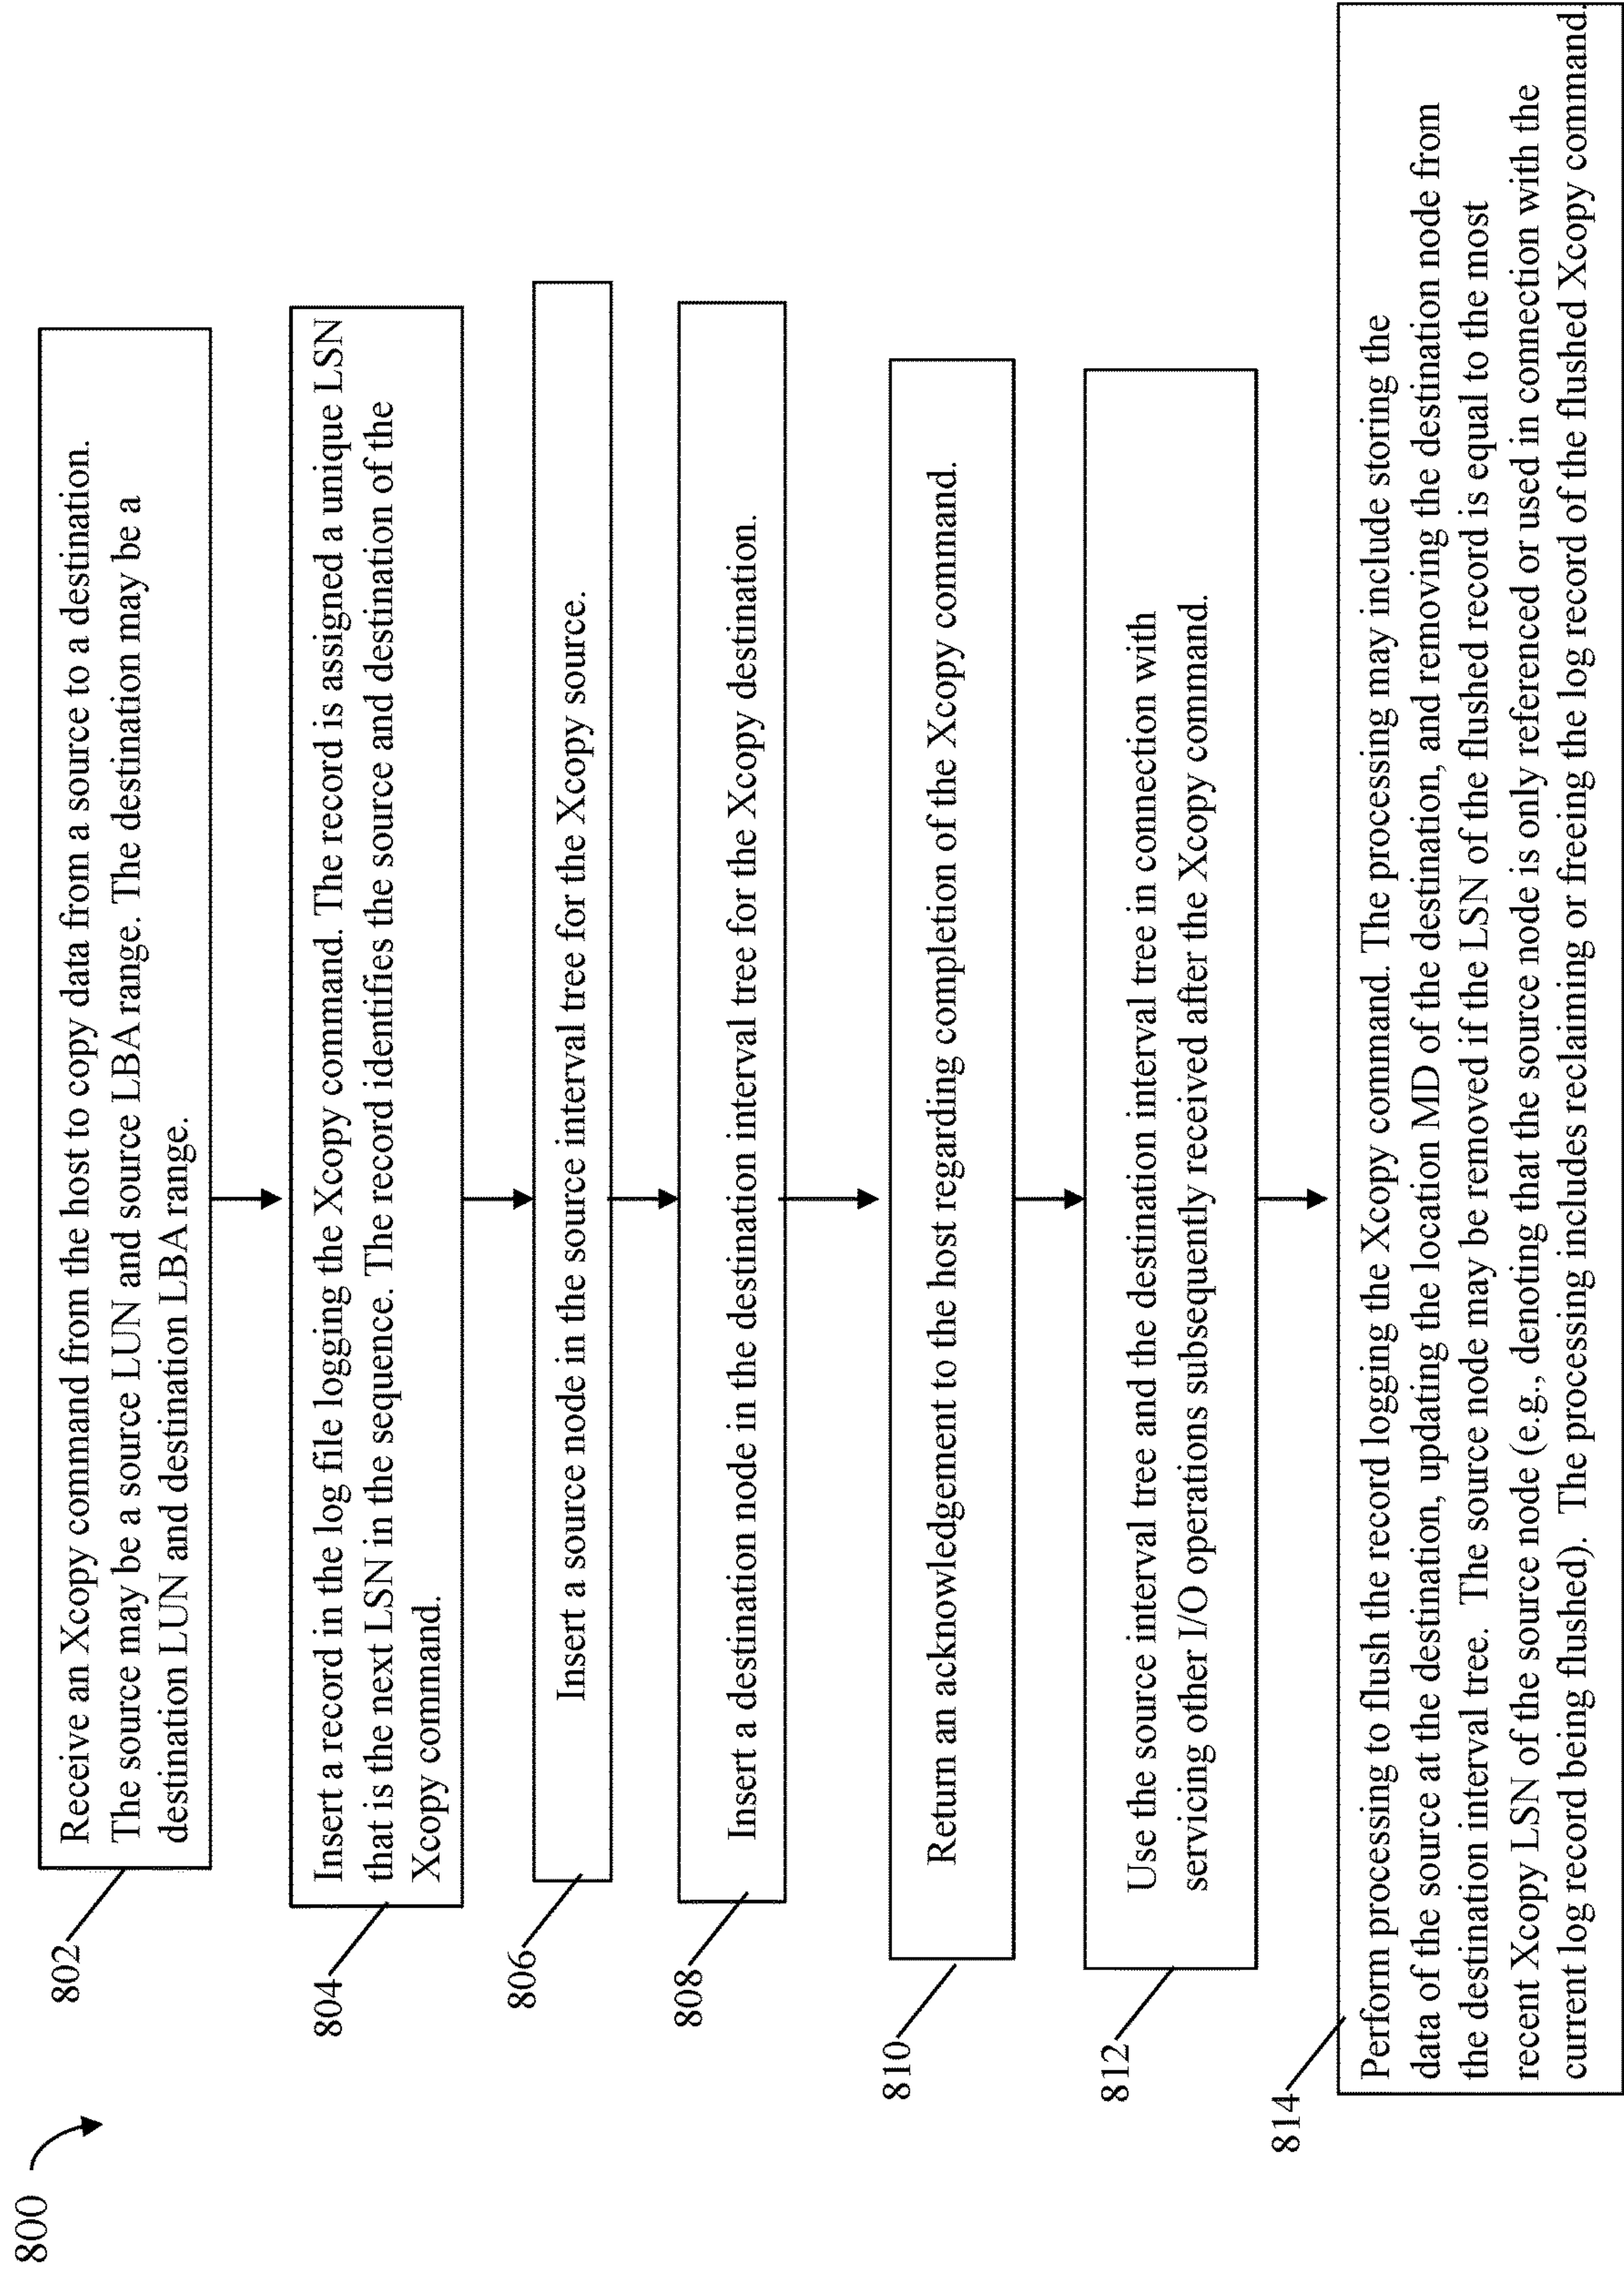 800
802
Receive an Xcopy command from the host to copy data from a source to a destination.
The source may be a source LUN and source LBA range. The destination may be a
destination LUN and destination LBA range.
804
Insert a record in the log file logging the Xcopy command. The record is assigned a unique LSN
that is the next LSN in the sequence. The record identifies the source and destination of the
Xcopy command.
806
Insert a source node in the source interval tree for the Xcopy source.
808
Insert a destination node in the destination interval tree for the Xcopy destination.
810
Return an acknowledgement to the host regarding completion of the Xcopy command.
812
Use the source interval tree and the destination interval tree in connection with
servicing other I/O operations subsequently received after the Xcopy command.
814
Perform processing to flush the record logging the Xcopy command. The processing may include storing the
data of the source at the destination, updating the location MD of the destination, and removing the destination node from
the destination interval tree. The source node may be removed if the LSN of the flushed record is equal to the most
recent Xcopy LSN of the source node (e.g., denoting that the source node is only referenced or used in connection with the
current log record being flushed). The processing includes reclaiming or freeing the log record of the flushed Xcopy command.